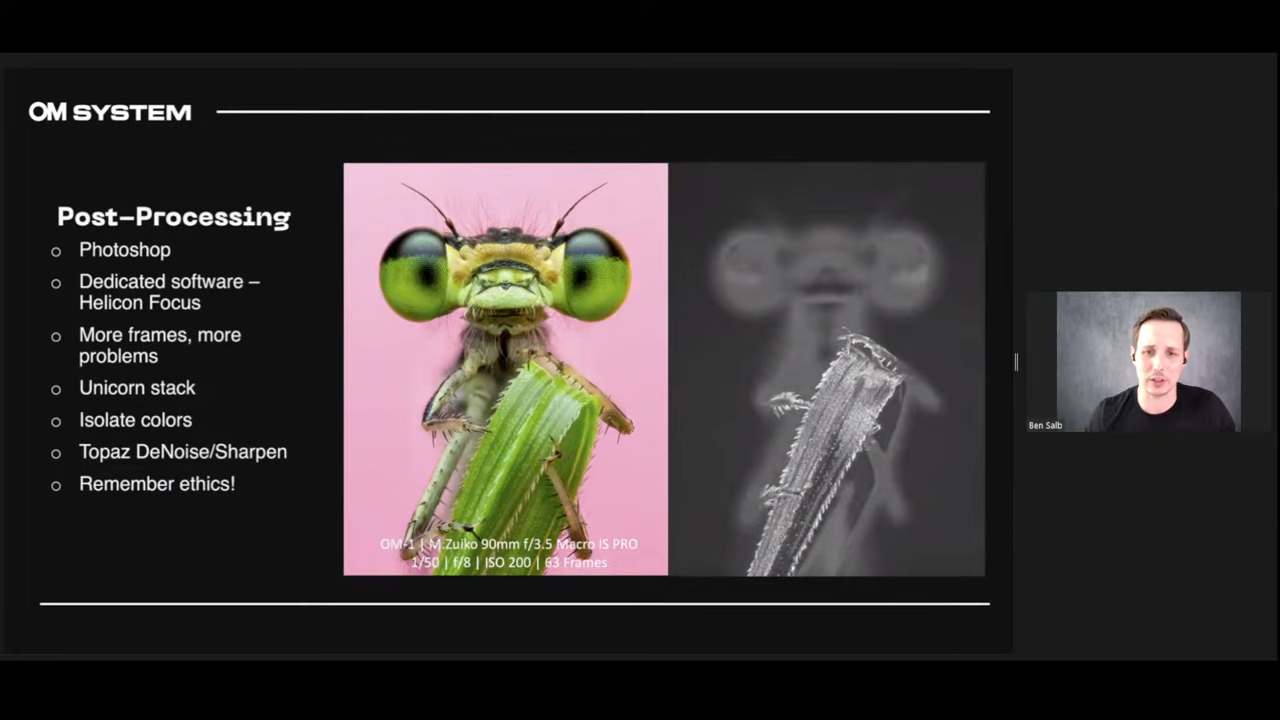 OM SYSTEM
Post-Processing
Photoshop
Dedicated software –
Helicon Focus
More frames, more
problems
Unicorn stack
Isolate colors
Topaz DeNoise/Sharpen
Remember ethics!
OM-1 | M.Zuiko 90mm f/3.5 Macro IS PRO
1/50 | f/8 | ISO 200 | 63 Frames
Ben Salb